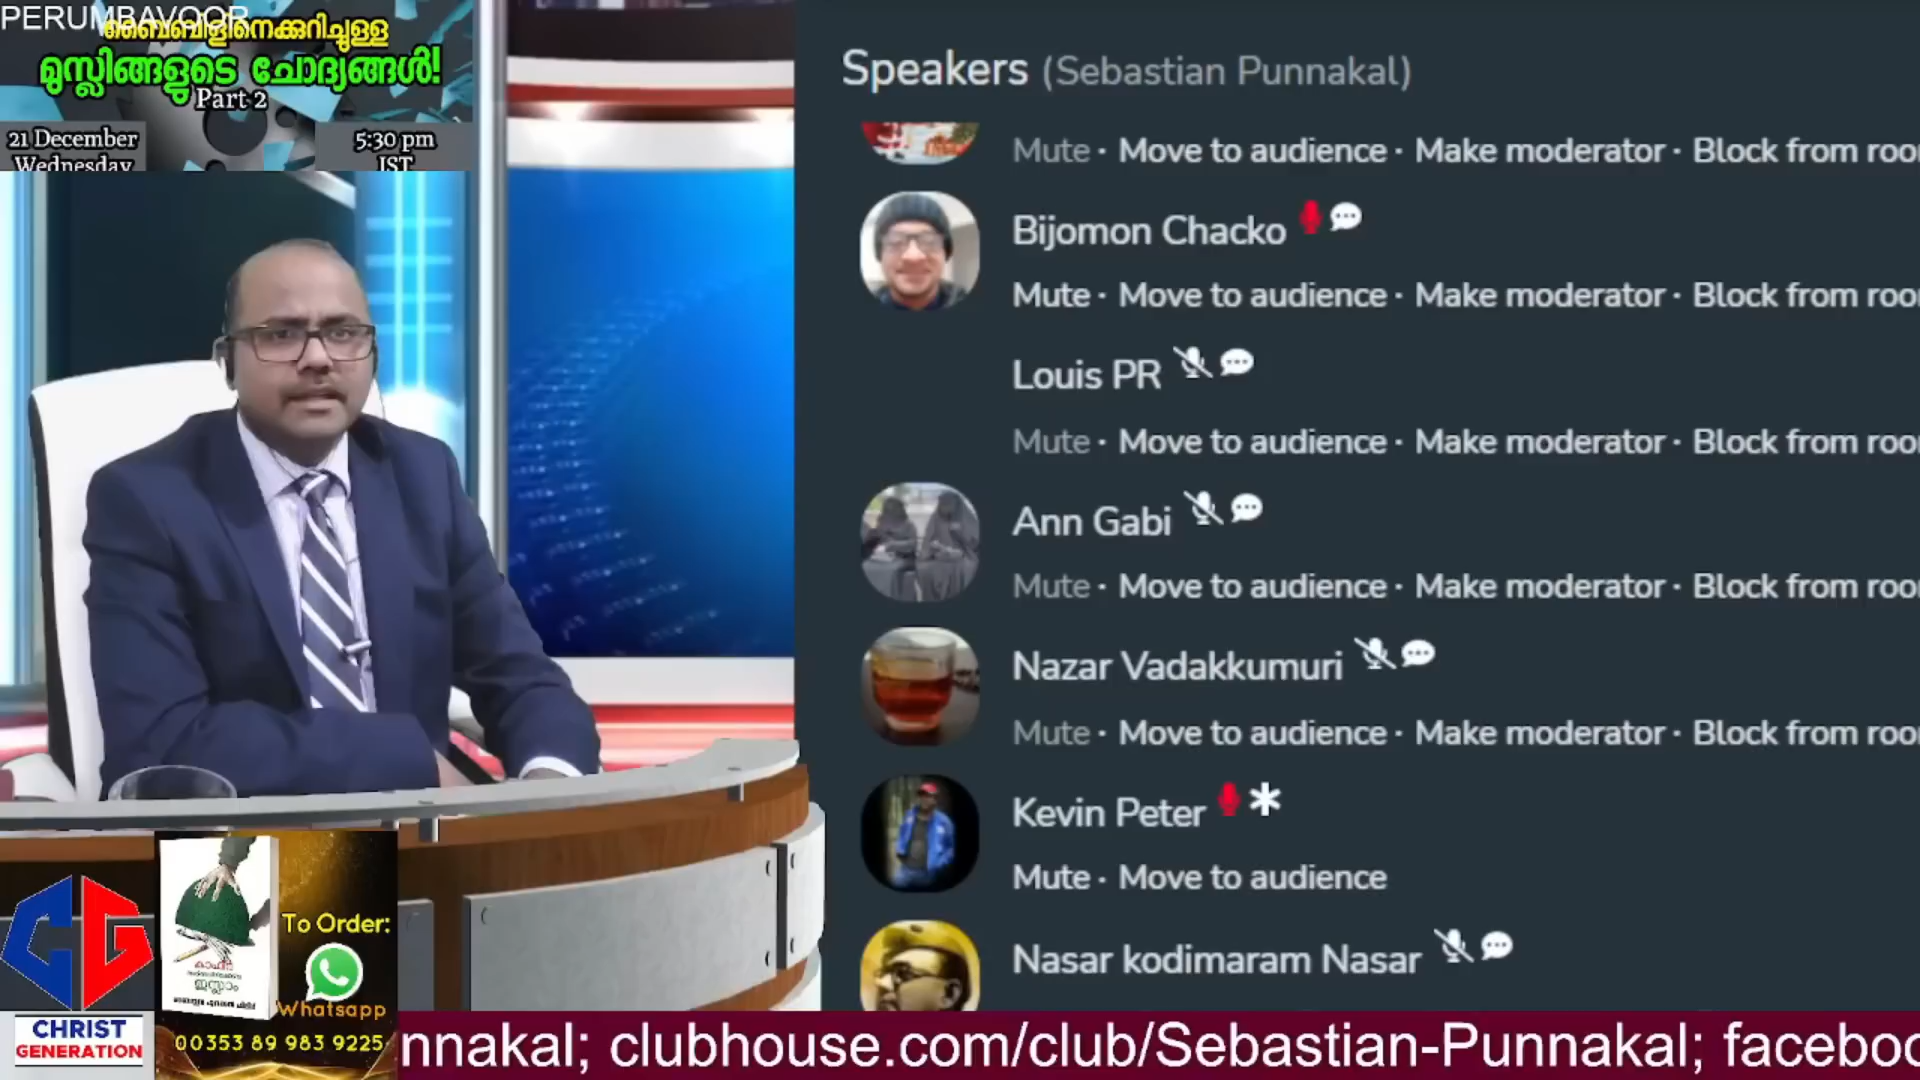 PERUMBAVOOR
ബൈബിളിനെക്കുറിച്ചുള്ള
മുസ്ലിങ്ങളുടെ ചോദ്യങ്ങൾ!
Part 2
21 December
Wednesday
5:30 pm
IST
Speakers (Sebastian Punnakal)
Mute · Move to audience · Make moderator · Block from roo
Bijomon Chacko
Mute · Move to audience · Make moderator · Block from roo
Louis PR
Mute · Move to audience · Make moderator · Block from roo
Ann Gabi
Mute · Move to audience · Make moderator · Block from roo
Nazar Vadakkumuri
Mute · Move to audience · Make moderator · Block from roo
Kevin Peter
Mute · Move to audience
Nasar kodimaram Nasar
CG
CHRIST
GENERATION
ഇസ്ലാം
To Order:
Whatsapp
00353 89 983 9225
nnakal; clubhouse.com/club/Sebastian-Punnakal; faceboo